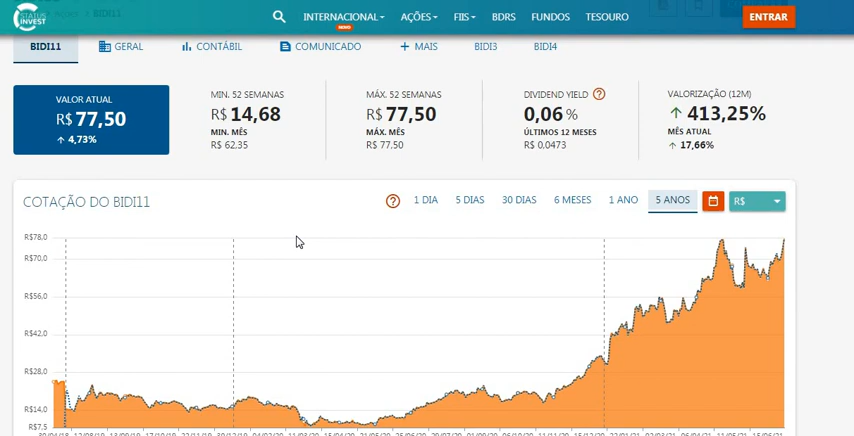 STATUS INVEST
INTERNACIONAL AÇÕES FIIS BDRS FUNDOS TESOURO ENTRAR
NOVO
BIDI11 GERAL CONTÁBIL COMUNICADO + MAIS BIDI3 BIDI4
VALOR ATUAL
R$ 77,50
4,73%
MIN. 52 SEMANAS
R$ 14,68
MIN. MÊS
R$ 62,35
MÁX. 52 SEMANAS
R$ 77,50
MÁX. MÊS
R$ 77,50
DIVIDEND YIELD ?
0,06 %
ÚLTIMOS 12 MESES
R$ 0,0473
VALORIZAÇÃO (12M)
413,25%
MÊS ATUAL
17,66%
COTAÇÃO DO BIDI11
? 1 DIA 5 DIAS 30 DIAS 6 MESES 1 ANO 5 ANOS R$
R$78.0
R$70.0
R$56.0
R$42.0
R$28.0
R$14.0
R$7.5